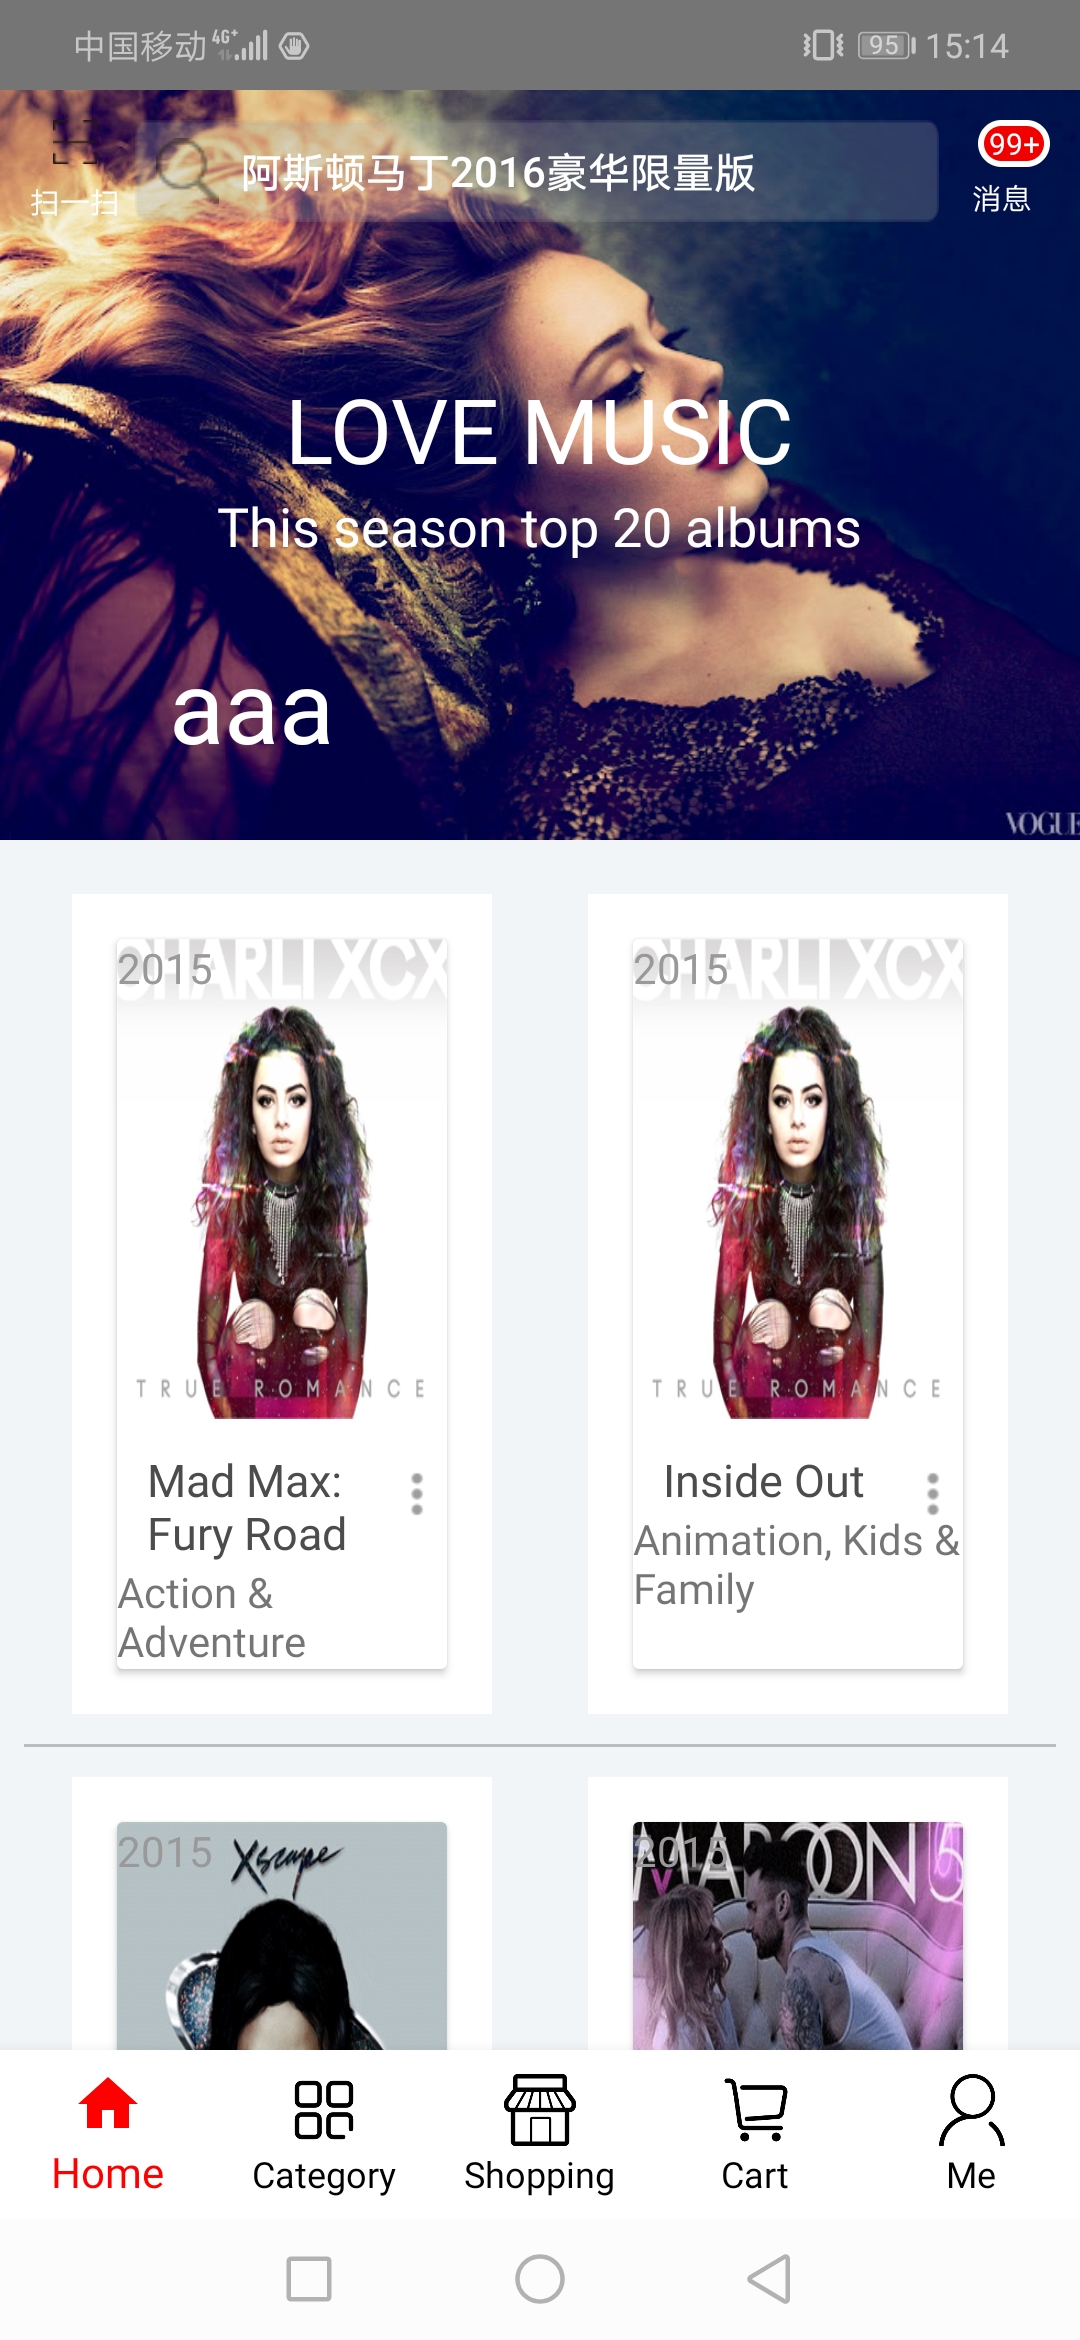 中国移动 4G+ 95 15:14
扫一扫
阿斯顿马丁2016豪华限量版
99+
消息
LOVE MUSIC
This season top 20 albums
aaa
VOGUE
CHARLI XCX
2015
TRUE ROMANCE
Mad Max:
Fury Road
Action &
Adventure
CHARLI XCX
2015
TRUE ROMANCE
Inside Out
Animation, Kids &
Family
2015
Xscape
2015
MAROON 5
Home
Category
Shopping
Cart
Me